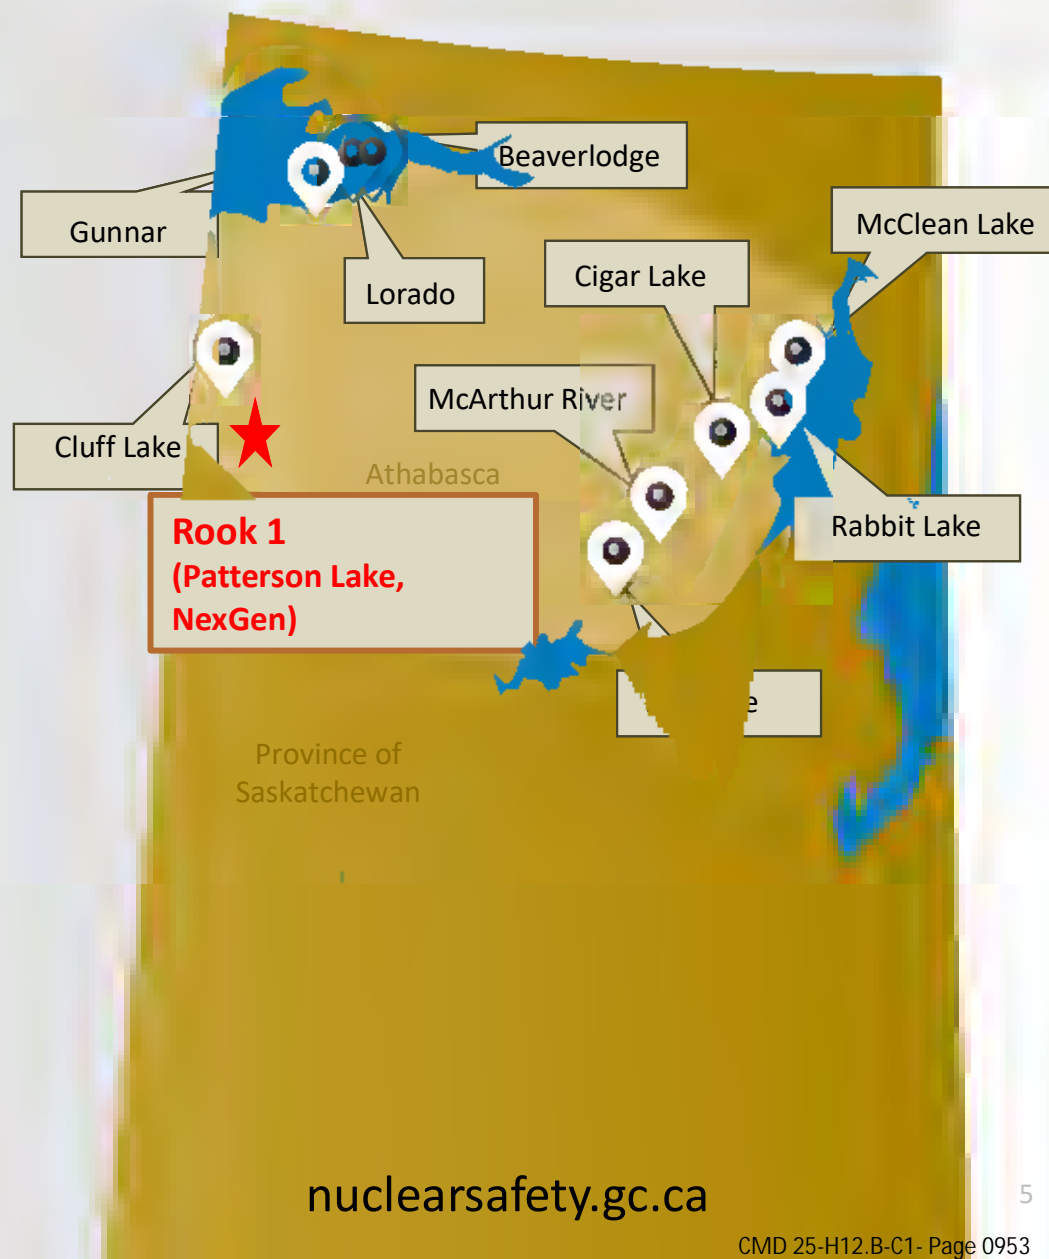 Beaverlodge
Gunnar
McClean Lake
Cigar Lake
Lorado
McArthur River
Cluff Lake
Athabasca
Rook 1
(Patterson Lake,
NexGen)
Rabbit Lake
Province of
Saskatchewan
nuclearsafety.gc.ca
5
CMD 25-H12.B-C1- Page 0953